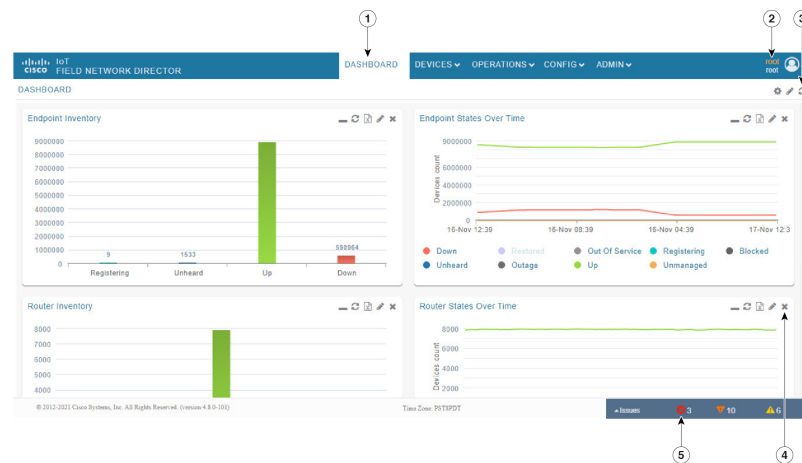 1
2
3
IoT
CISCO FIELD NETWORK DIRECTOR
DASHBOARD
DEVICES
OPERATIONS
CONFIG
ADMIN
root
root
DASHBOARD
Endpoint Inventory
9000000
8000000
7000000
6000000
5000000
4000000
3000000
2000000
1000000
0
9
1533
Registering
Unheard
Up
Down
Endpoint States Over Time
Devices count
9000000
6000000
4000000
2000000
0
16-Nov 12:39
16-Nov 08:39
16-Nov 04:39
17-Nov 12:3
Down
Restored
Out Of Service
Registering
Blocked
Unheard
Outage
Up
Unmanaged
Router Inventory
8000
7000
6000
5000
4000
Router States Over Time
Devices count
8000
6000
4000
2000
© 2012-2021 Cisco Systems, Inc. All Rights Reserved. (version 4.8.0-101)
Time Zone: PST8PDT
Issues
3
10
6
5
4